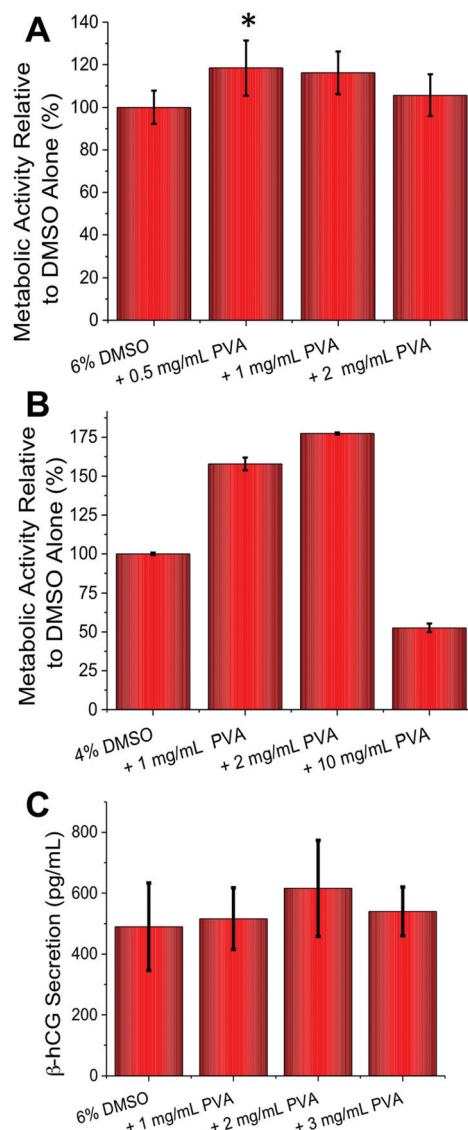 A
*
Metabolic Activity Relative
to DMSO Alone (%)
140
120
100
80
60
40
20
0
6% DMSO
+ 0.5 mg/mL PVA
+ 1 mg/mL PVA
+ 2 mg/mL PVA
B
Metabolic Activity Relative
to DMSO Alone (%)
175
150
125
100
75
50
25
0
4% DMSO
+ 1 mg/mL PVA
+ 2 mg/mL PVA
+ 10 mg/mL PVA
C
β-hCG Secretion (pg/mL)
800
600
400
200
0
6% DMSO
+ 1 mg/mL PVA
+ 2 mg/mL PVA
+ 3 mg/mL PVA